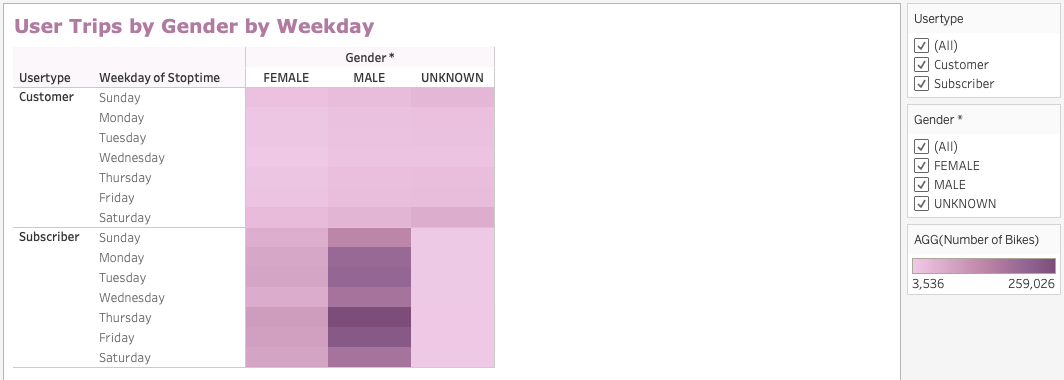 User Trips by Gender by Weekday
Gender *
Usertype Weekday of Stoptime FEMALE MALE UNKNOWN
Customer Sunday
Monday
Tuesday
Wednesday
Thursday
Friday
Saturday
Subscriber Sunday
Monday
Tuesday
Wednesday
Thursday
Friday
Saturday
Usertype
(All)
Customer
Subscriber
Gender *
(All)
FEMALE
MALE
UNKNOWN
AGG(Number of Bikes)
3,536 259,026